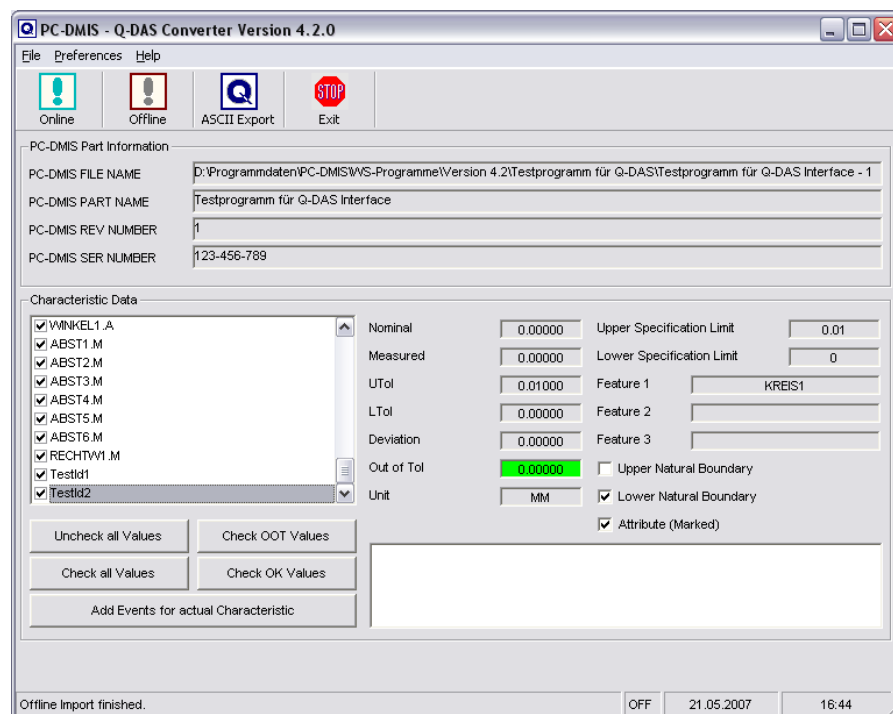 PC-DMIS - Q-DAS Converter Version 4.2.0
File Preferences Help
Online Offline ASCII Export STOP Exit
PC-DMIS Part Information
PC-DMIS FILE NAME D:\Programmdaten\PC-DMIS\WS-Programme\Version 4.2\Testprogramm für Q-DAS\Testprogramm für Q-DAS Interface - 1
PC-DMIS PART NAME Testprogramm für Q-DAS Interface
PC-DMIS REV NUMBER 1
PC-DMIS SER NUMBER 123-456-789
Characteristic Data
WINKEL1.A
ABST1.M
ABST2.M
ABST3.M
ABST4.M
ABST5.M
ABST6.M
RECHTW1.M
TestId1
TestId2
Nominal 0.00000
Measured 0.00000
UTol 0.01000
LTol 0.00000
Deviation 0.00000
Out of Tol 0.00000
Unit MM
Upper Specification Limit 0.01
Lower Specification Limit 0
Feature 1 KREIS1
Feature 2
Feature 3
Upper Natural Boundary
Lower Natural Boundary
Attribute (Marked)
Uncheck all Values Check OOT Values
Check all Values Check OK Values
Add Events for actual Characteristic
Offline Import finished. OFF 21.05.2007 16:44